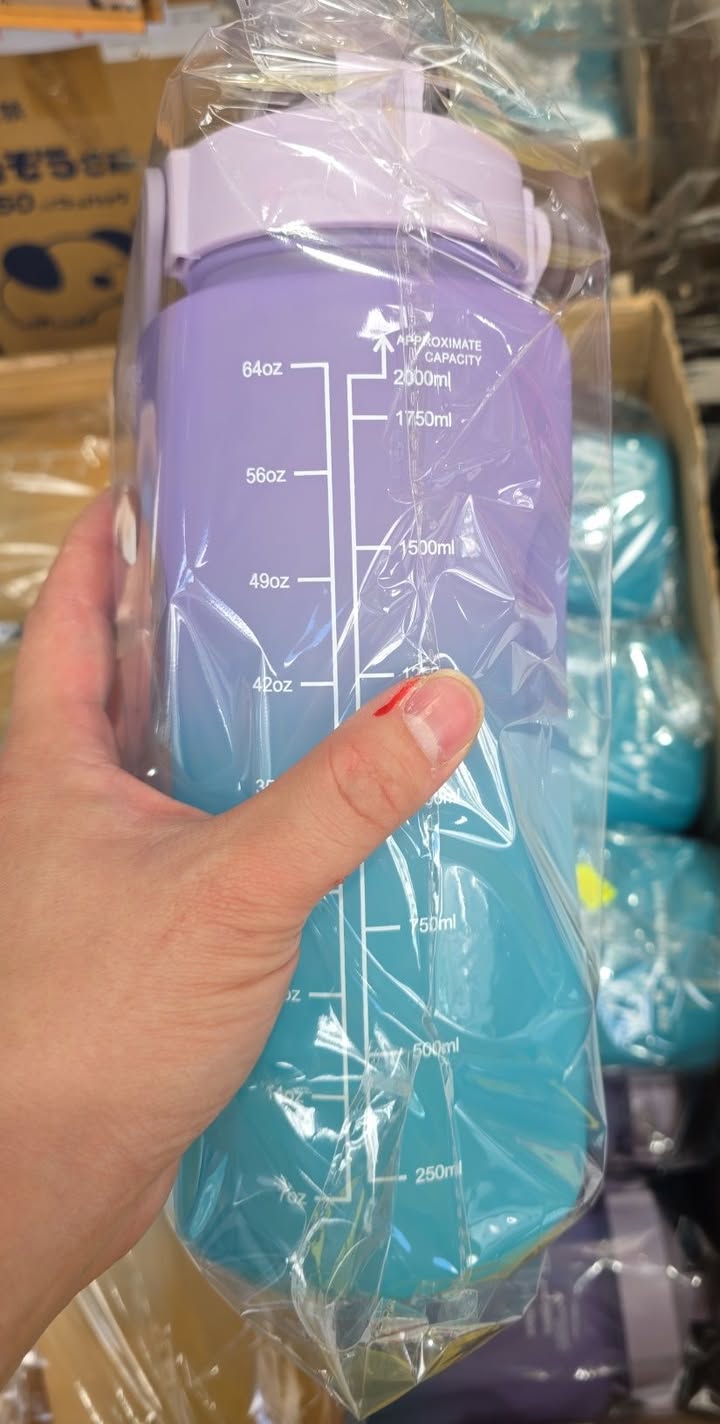 APPROXIMATE
CAPACITY
64oz
2000ml
1750ml
56oz
1500ml
49oz
42oz
750ml
500ml
250ml
7oz